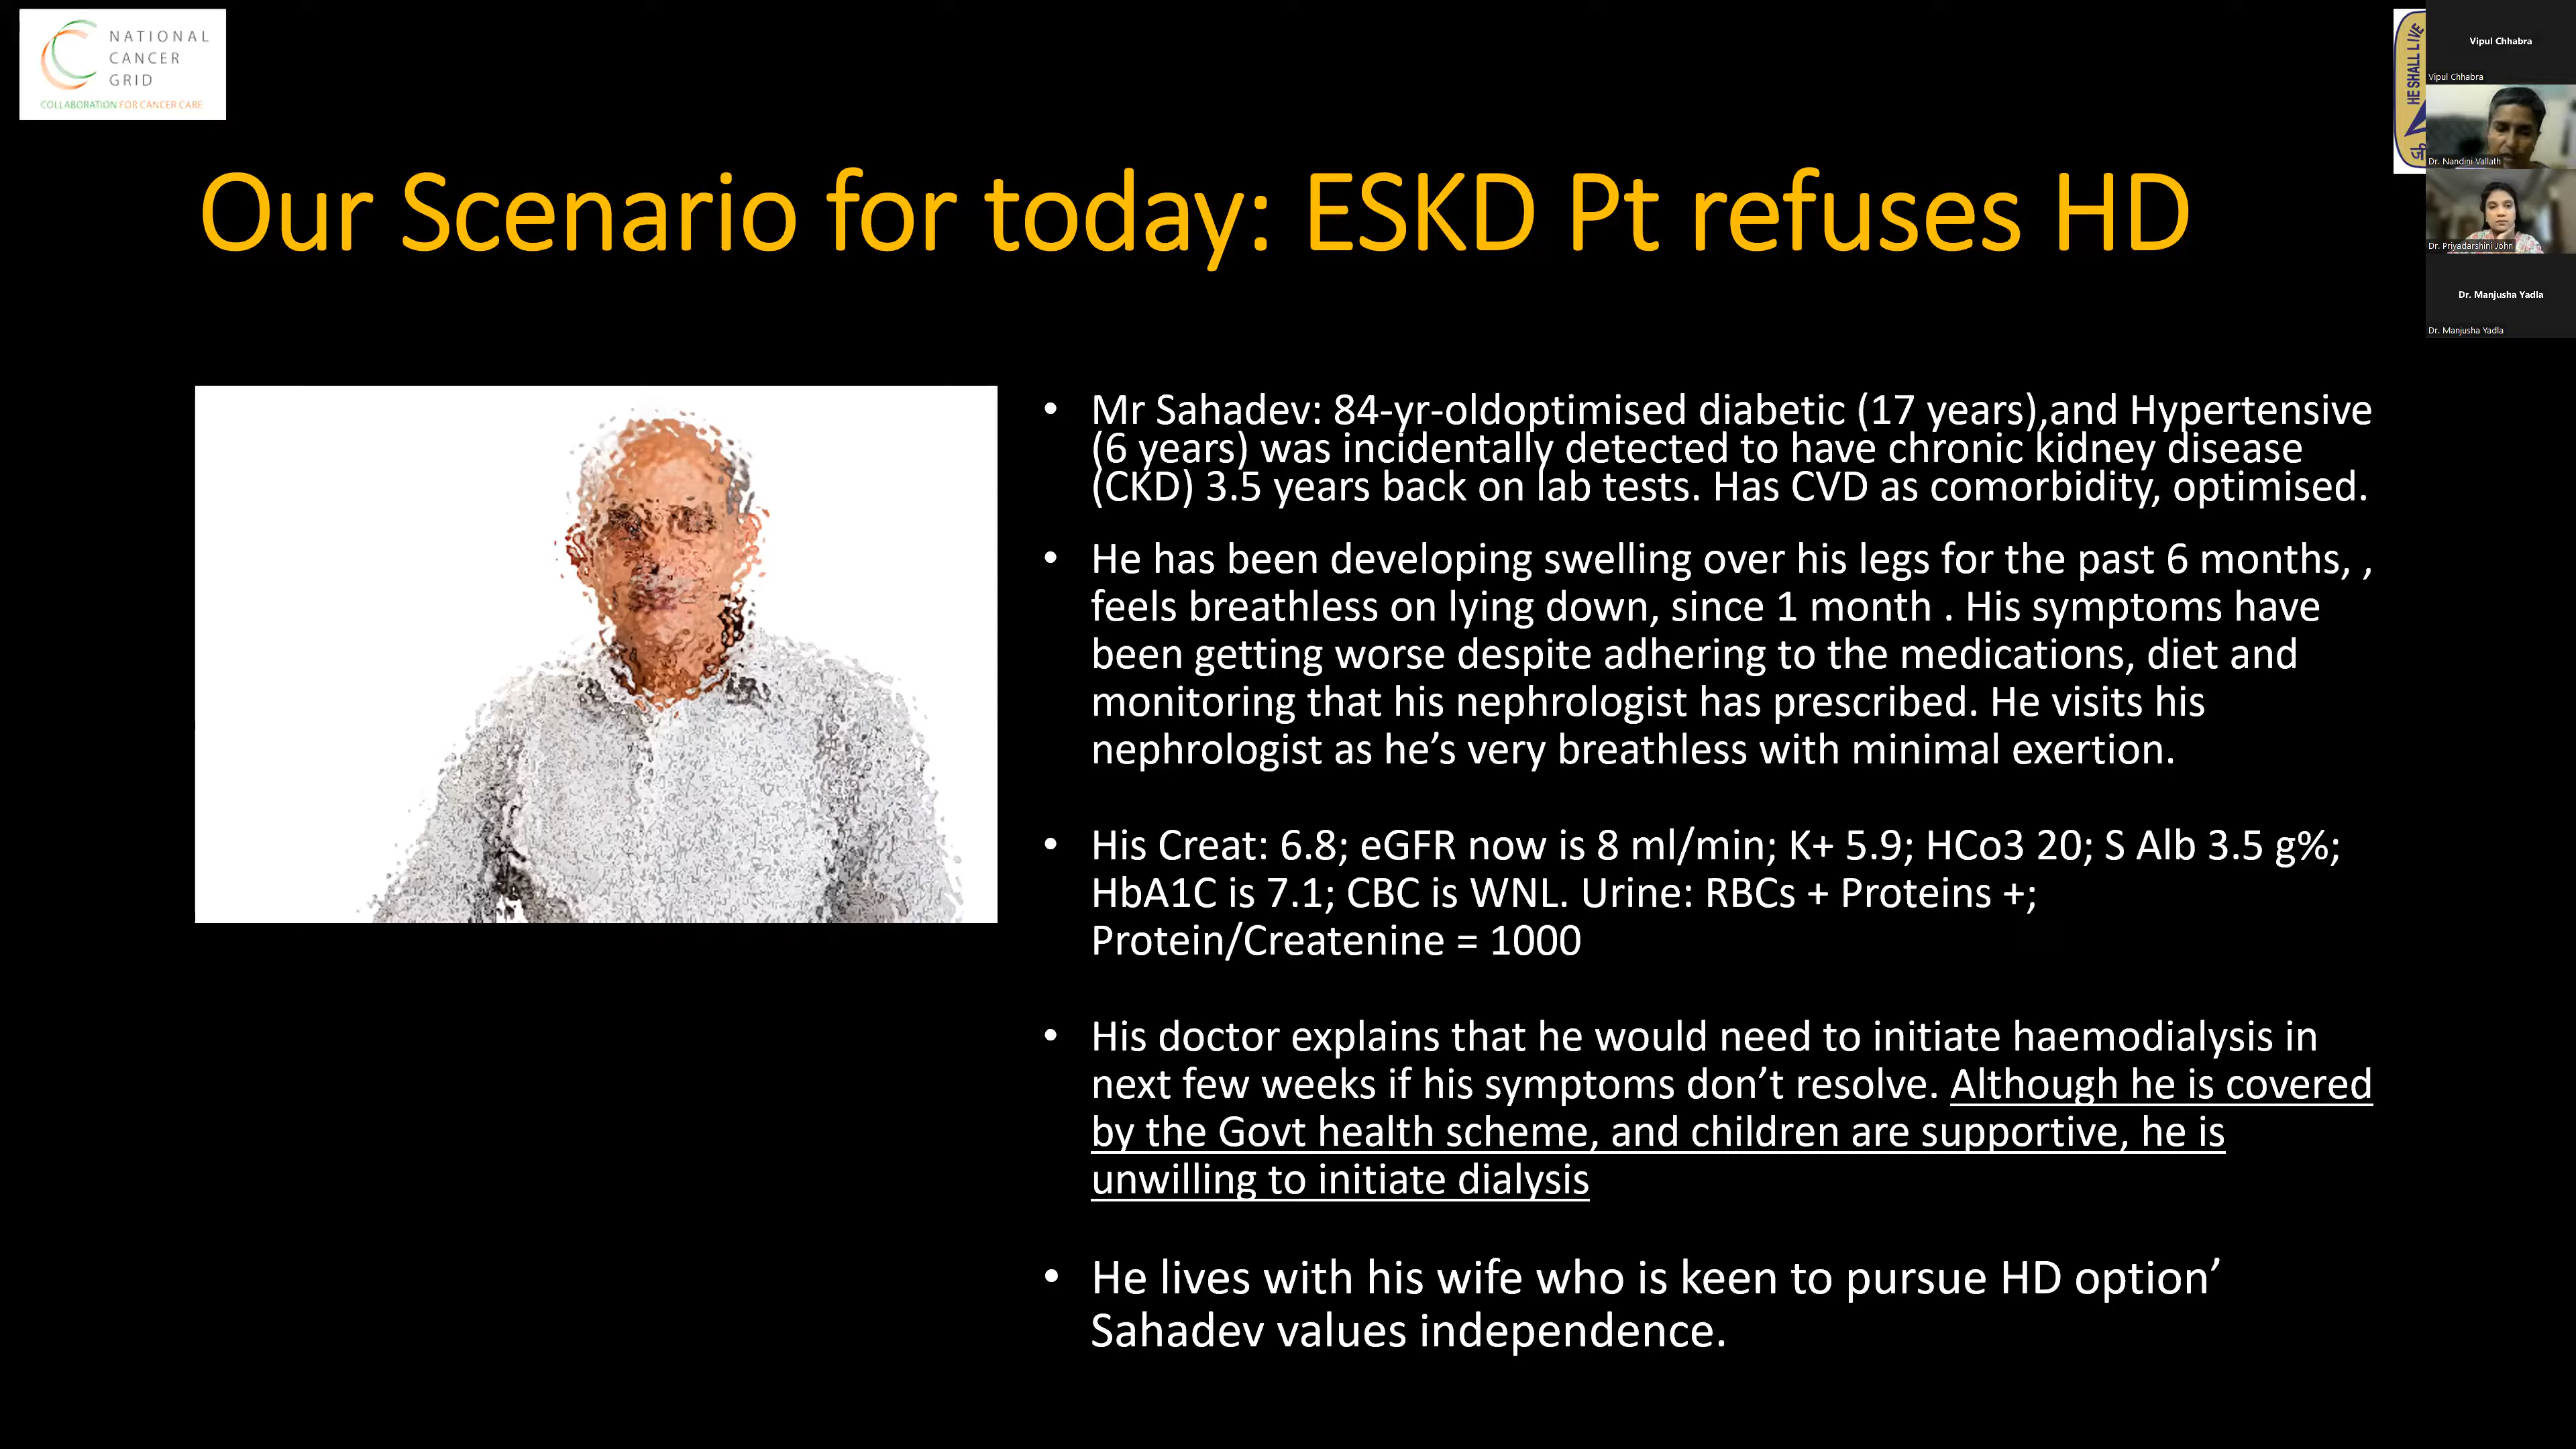 NATIONAL
CANCER
GRID
COLLABORATION FOR CANCER CARE
HE SHALL LIVE
Vipul Chhabra
Vipul Chhabra
Dr. Nandini Vallath
Dr. Priyadarshini John
Dr. Manjusha Yadla
Dr. Manjusha Yadla
Our Scenario for today: ESKD Pt refuses HD
• Mr Sahadev: 84-yr-oldoptimised diabetic (17 years),and Hypertensive
(6 years) was incidentally detected to have chronic kidney disease
(CKD) 3.5 years back on lab tests. Has CVD as comorbidity, optimised.
• He has been developing swelling over his legs for the past 6 months, ,
feels breathless on lying down, since 1 month . His symptoms have
been getting worse despite adhering to the medications, diet and
monitoring that his nephrologist has prescribed. He visits his
nephrologist as he’s very breathless with minimal exertion.
• His Creat: 6.8; eGFR now is 8 ml/min; K+ 5.9; HCo3 20; S Alb 3.5 g%;
HbA1C is 7.1; CBC is WNL. Urine: RBCs + Proteins +;
Protein/Createnine = 1000
• His doctor explains that he would need to initiate haemodialysis in
next few weeks if his symptoms don’t resolve. Although he is covered
by the Govt health scheme, and children are supportive, he is
unwilling to initiate dialysis
• He lives with his wife who is keen to pursue HD option’
Sahadev values independence.